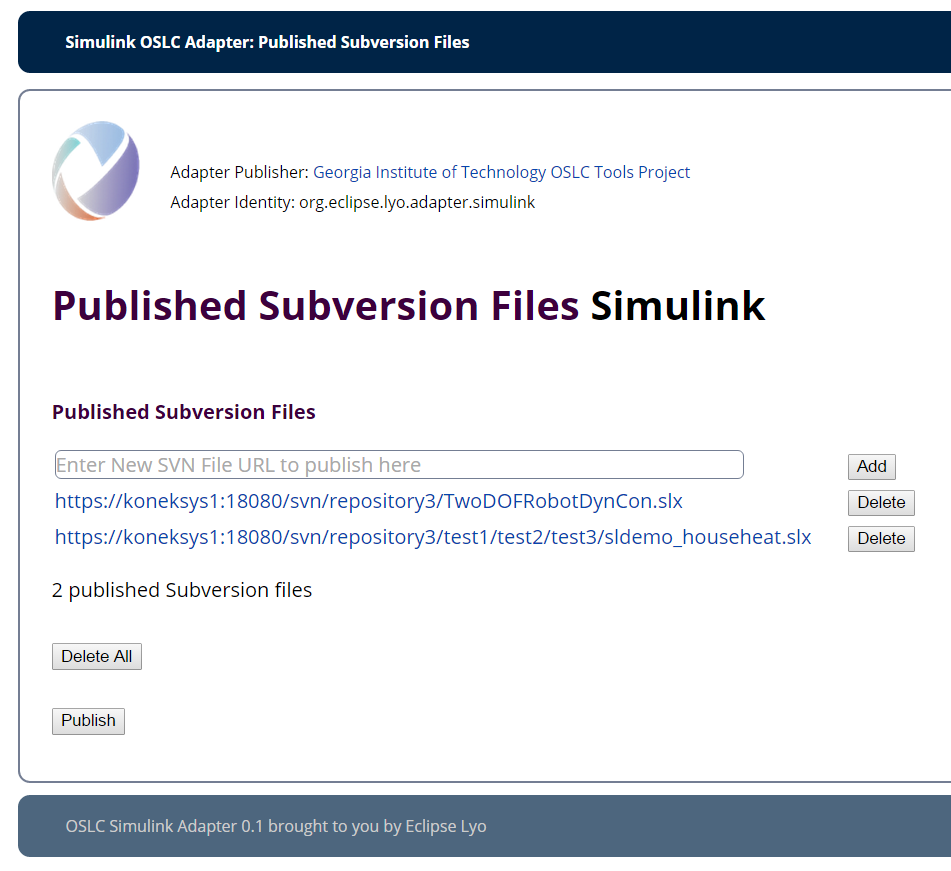 Simulink OSLC Adapter: Published Subversion Files
Adapter Publisher: Georgia Institute of Technology OSLC Tools Project
Adapter Identity: org.eclipse.lyo.adapter.simulink
Published Subversion Files Simulink
Published Subversion Files
Enter New SVN File URL to publish here Add
https://koneksys1:18080/svn/repository3/TwoDOFRobotDynCon.slx Delete
https://koneksys1:18080/svn/repository3/test1/test2/test3/sldemo_househeat.slx Delete
2 published Subversion files
Delete All
Publish
OSLC Simulink Adapter 0.1 brought to you by Eclipse Lyo